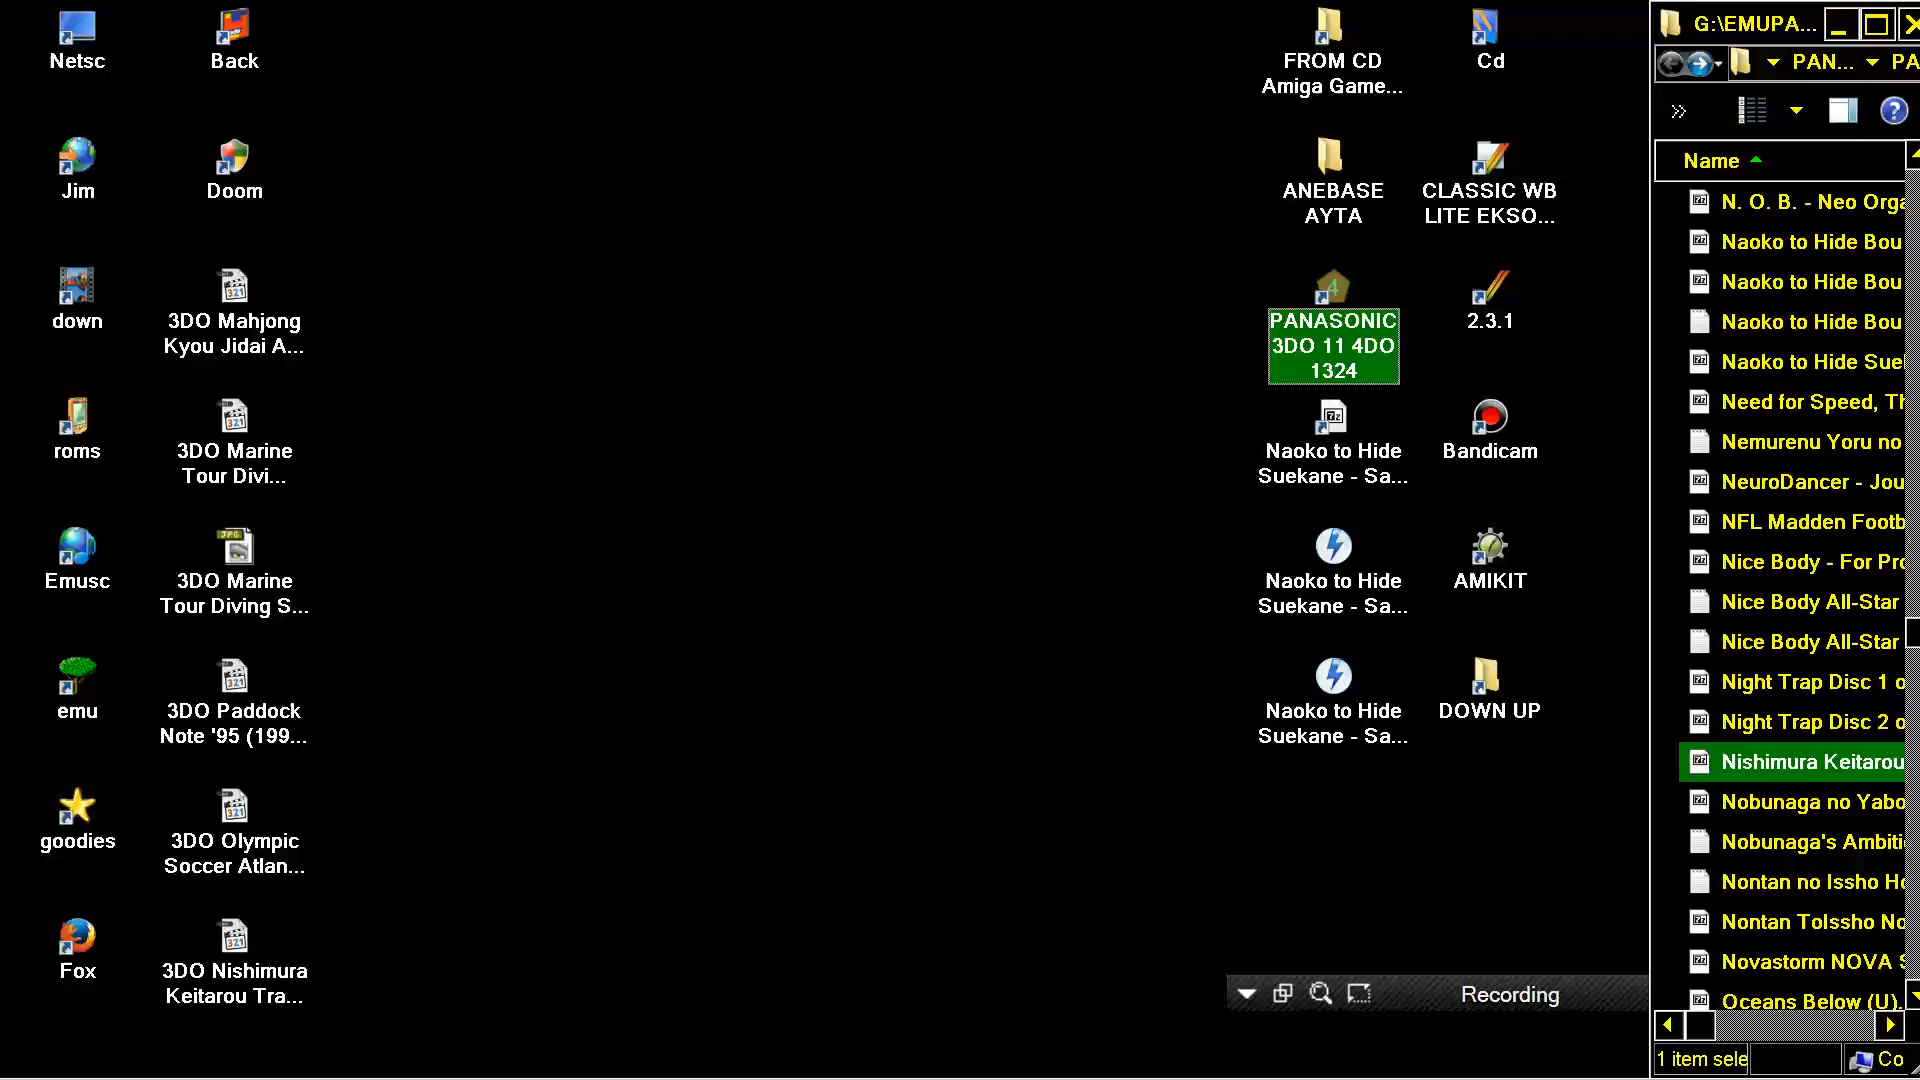 Netsc
Back
Jim
Doom
down
3DO Mahjong
Kyou Jidai A...
roms
3DO Marine
Tour Divi...
Emusc
3DO Marine
Tour Diving S...
emu
3DO Paddock
Note '95 (199...
goodies
3DO Olympic
Soccer Atlan...
Fox
3DO Nishimura
Keitarou Tra...
FROM CD
Amiga Game...
Cd
ANEBASE
AYTA
CLASSIC WB
LITE EKSO...
PANASONIC
3DO 11 4DO
1324
2.3.1
Naoko to Hide
Suekane - Sa...
Bandicam
Naoko to Hide
Suekane - Sa...
AMIKIT
Naoko to Hide
Suekane - Sa...
DOWN UP
Recording
G:\EMUPA...
PAN... PA
Name
N. O. B. - Neo Orga
Naoko to Hide Bou
Naoko to Hide Bou
Naoko to Hide Bou
Naoko to Hide Sue
Need for Speed, Th
Nemurenu Yoru no
NeuroDancer - Jou
NFL Madden Footb
Nice Body - For Pro
Nice Body All-Star
Nice Body All-Star
Night Trap Disc 1 o
Night Trap Disc 2 o
Nishimura Keitarou
Nobunaga no Yabo
Nobunaga's Ambiti
Nontan no Issho He
Nontan ToIssho No
Novastorm NOVA S
Oceans Below (U).
1 item sele
Co